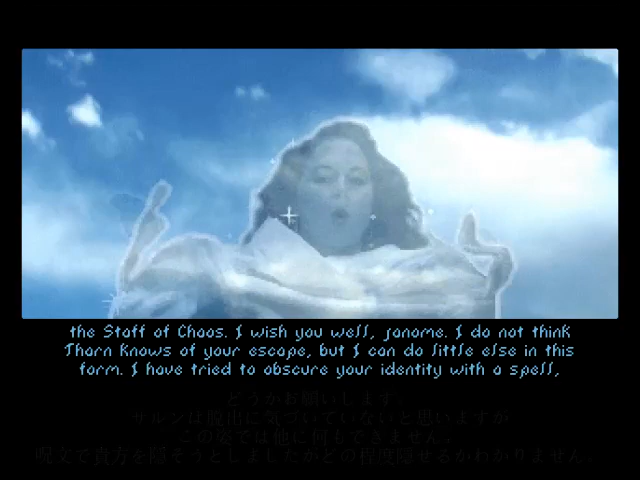 the Staff of Chaos. I wish you well, janome. I do not think
Tharn knows of your escape, but I can do little else in this
form. I have tried to obscure your identity with a spell,
どうかお願いします。
サルンは脱出に気づいていないと思いますが
この姿では他に何もできません。
呪文で貴方を隠そうとしましたがどの程度隠せるかわかりません。